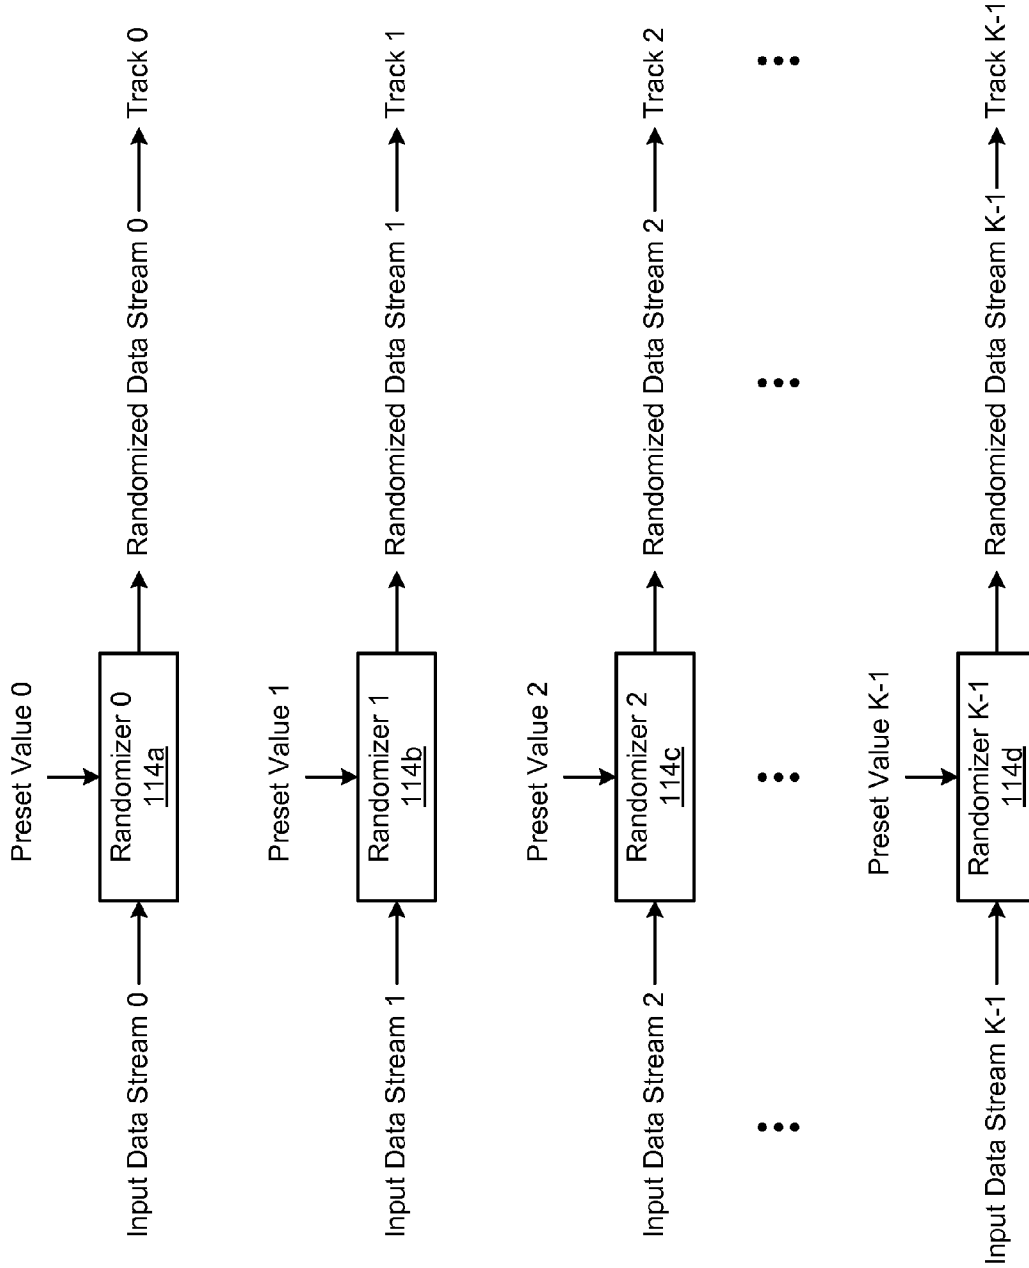 Preset Value 0
Input Data Stream 0
Randomizer 0
114a
Randomized Data Stream 0
Track 0
Preset Value 1
Input Data Stream 1
Randomizer 1
114b
Randomized Data Stream 1
Track 1
Preset Value 2
Input Data Stream 2
Randomizer 2
114c
Randomized Data Stream 2
Track 2
Preset Value K-1
Input Data Stream K-1
Randomizer K-1
114d
Randomized Data Stream K-1
Track K-1